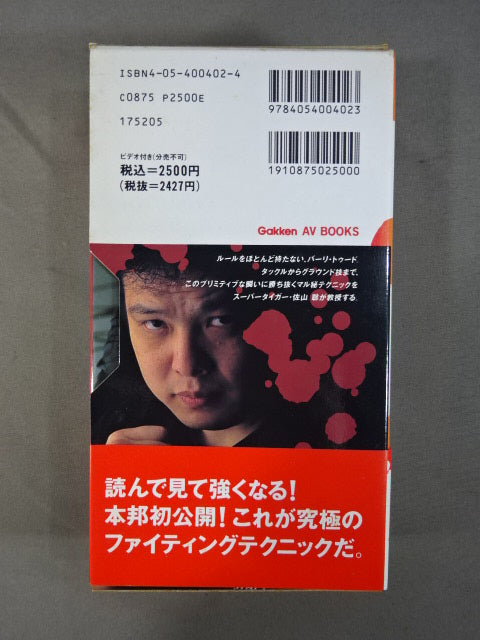 ISBN4-05-400402-4
C0875 P2500E
175205
9784054004023
1910875025000
ビデオ付き(分売不可)
税込=2500円
(税抜=2427円)
Gakken AV BOOKS
ルールをほとんど持たない、バーリ・トゥード。
タックルからグラウンド技まで、
このプリミティブな闘いに勝ち抜くマル秘テクニックを
スーパータイガー・佐山 聡が教授する。
読んで見て強くなる!
本邦初公開!これが究極の
ファイティングテクニックだ。